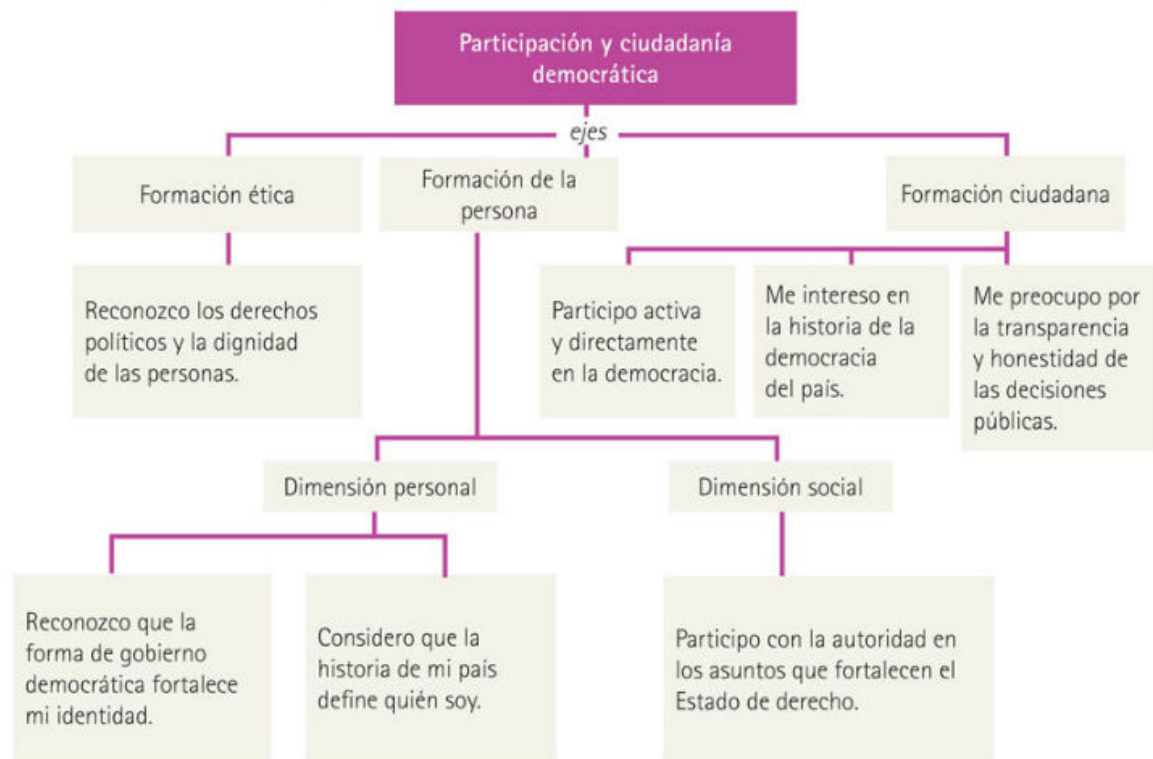 Participación y ciudadanía
democrática
ejes
Formación ética
Formación de la
persona
Formación ciudadana
Reconozco los derechos
políticos y la dignidad
de las personas.
Participo activa
y directamente
en la democracia.
Me intereso en
la historia de la
democracia
del país.
Me preocupo por
la transparencia
y honestidad de
las decisiones
públicas.
Dimensión personal
Dimensión social
Reconozco que la
forma de gobierno
democrática fortalece
mi identidad.
Considero que la
historia de mi país
define quién soy.
Participo con la autoridad en
los asuntos que fortalecen el
Estado de derecho.